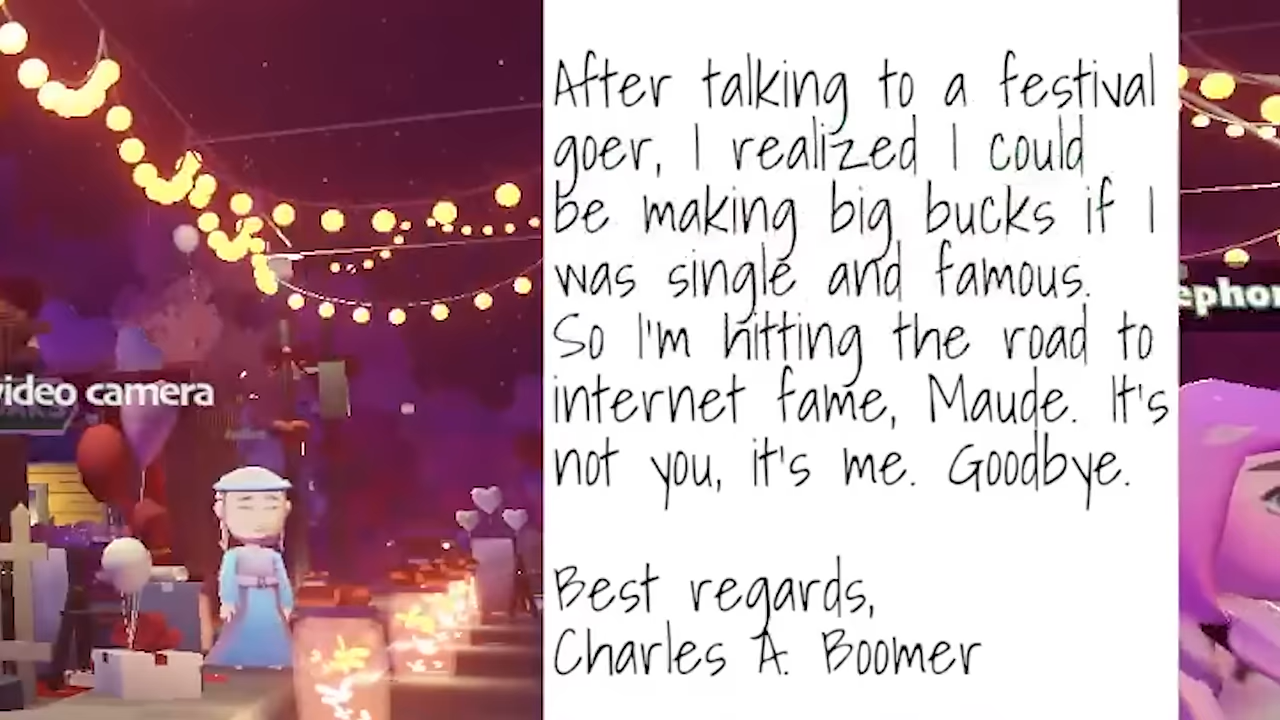 After talking to a festival
goer, I realized I could
be making big bucks if I
was single and famous.
So I'm hitting the road to
internet fame, Maude. It's
not you, it's me. Goodbye.
Best regards,
Charles A. Boomer
video camera